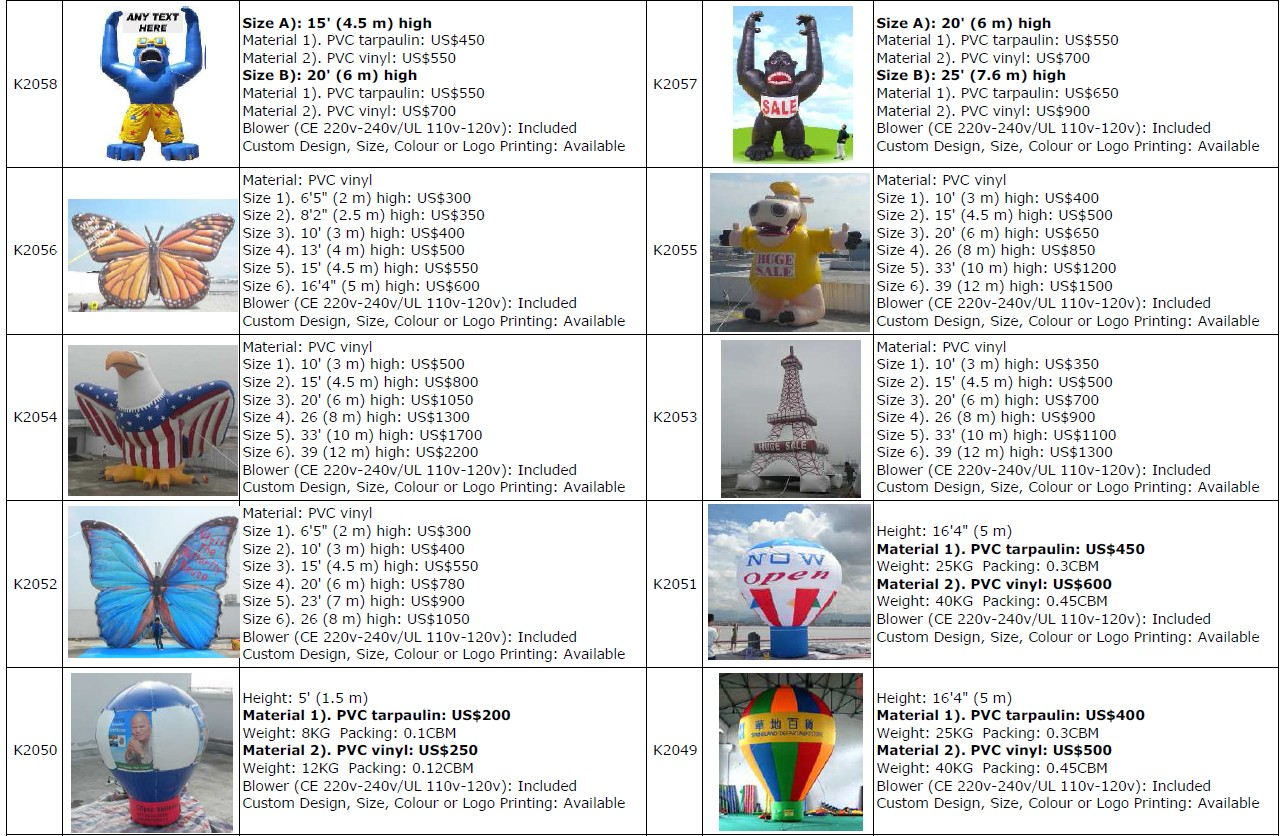 K2058
ANY TEXT
HERE
Size A): 15' (4.5 m) high
Material 1). PVC tarpaulin: US$450
Material 2). PVC vinyl: US$550
Size B): 20' (6 m) high
Material 1). PVC tarpaulin: US$550
Material 2). PVC vinyl: US$700
Blower (CE 220v-240v/UL 110v-120v): Included
Custom Design, Size, Colour or Logo Printing: Available
K2057
SALE
Size A): 20' (6 m) high
Material 1). PVC tarpaulin: US$550
Material 2). PVC vinyl: US$700
Size B): 25' (7.6 m) high
Material 1). PVC tarpaulin: US$650
Material 2). PVC vinyl: US$900
Blower (CE 220v-240v/UL 110v-120v): Included
Custom Design, Size, Colour or Logo Printing: Available
K2056
Material: PVC vinyl
Size 1). 6'5" (2 m) high: US$300
Size 2). 8'2" (2.5 m) high: US$350
Size 3). 10' (3 m) high: US$400
Size 4). 13' (4 m) high: US$500
Size 5). 15' (4.5 m) high: US$550
Size 6). 16'4" (5 m) high: US$600
Blower (CE 220v-240v/UL 110v-120v): Included
Custom Design, Size, Colour or Logo Printing: Available
K2055
HUGE
SALE
Material: PVC vinyl
Size 1). 10' (3 m) high: US$400
Size 2). 15' (4.5 m) high: US$500
Size 3). 20' (6 m) high: US$650
Size 4). 26 (8 m) high: US$850
Size 5). 33' (10 m) high: US$1200
Size 6). 39 (12 m) high: US$1500
Blower (CE 220v-240v/UL 110v-120v): Included
Custom Design, Size, Colour or Logo Printing: Available
K2054
Material: PVC vinyl
Size 1). 10' (3 m) high: US$500
Size 2). 15' (4.5 m) high: US$800
Size 3). 20' (6 m) high: US$1050
Size 4). 26 (8 m) high: US$1300
Size 5). 33' (10 m) high: US$1700
Size 6). 39 (12 m) high: US$2200
Blower (CE 220v-240v/UL 110v-120v): Included
Custom Design, Size, Colour or Logo Printing: Available
K2053
HUGE SALE
Material: PVC vinyl
Size 1). 10' (3 m) high: US$350
Size 2). 15' (4.5 m) high: US$500
Size 3). 20' (6 m) high: US$700
Size 4). 26 (8 m) high: US$900
Size 5). 33' (10 m) high: US$1100
Size 6). 39 (12 m) high: US$1300
Blower (CE 220v-240v/UL 110v-120v): Included
Custom Design, Size, Colour or Logo Printing: Available
K2052
Visit
The
Butterfly
House
Material: PVC vinyl
Size 1). 6'5" (2 m) high: US$300
Size 2). 10' (3 m) high: US$400
Size 3). 15' (4.5 m) high: US$550
Size 4). 20' (6 m) high: US$780
Size 5). 23' (7 m) high: US$900
Size 6). 26 (8 m) high: US$1050
Blower (CE 220v-240v/UL 110v-120v): Included
Custom Design, Size, Colour or Logo Printing: Available
K2051
NOW
Open
Height: 16'4" (5 m)
Material 1). PVC tarpaulin: US$450
Weight: 25KG Packing: 0.3CBM
Material 2). PVC vinyl: US$600
Weight: 40KG Packing: 0.45CBM
Blower (CE 220v-240v/UL 110v-120v): Included
Custom Design, Size, Colour or Logo Printing: Available
K2050
Height: 5' (1.5 m)
Material 1). PVC tarpaulin: US$200
Weight: 8KG Packing: 0.1CBM
Material 2). PVC vinyl: US$250
Weight: 12KG Packing: 0.12CBM
Blower (CE 220v-240v/UL 110v-120v): Included
Custom Design, Size, Colour or Logo Printing: Available
K2049
華地百貨
Height: 16'4" (5 m)
Material 1). PVC tarpaulin: US$400
Weight: 25KG Packing: 0.3CBM
Material 2). PVC vinyl: US$500
Weight: 40KG Packing: 0.45CBM
Blower (CE 220v-240v/UL 110v-120v): Included
Custom Design, Size, Colour or Logo Printing: Available